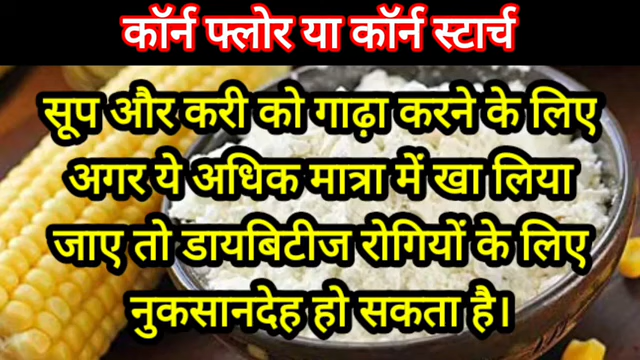 कॉर्न फ्लोर या कॉर्न स्टार्च
सूप और करी को गाढ़ा करने के लिए
अगर ये अधिक मात्रा में खा लिया
जाए तो डायबिटीज रोगियों के लिए
नुकसानदेह हो सकता है।